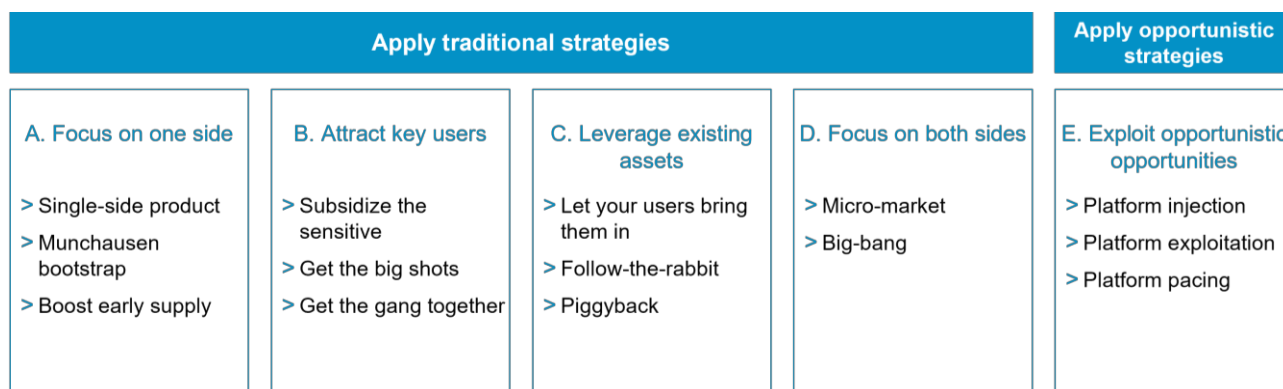 Apply traditional strategies
Apply opportunistic
strategies
A. Focus on one side
> Single-side product
> Munchausen
bootstrap
> Boost early supply
B. Attract key users
> Subsidize the
sensitive
> Get the big shots
> Get the gang together
C. Leverage existing
assets
> Let your users bring
them in
> Follow-the-rabbit
> Piggyback
D. Focus on both sides
> Micro-market
> Big-bang
E. Exploit opportunistic
opportunities
> Platform injection
> Platform exploitation
> Platform pacing